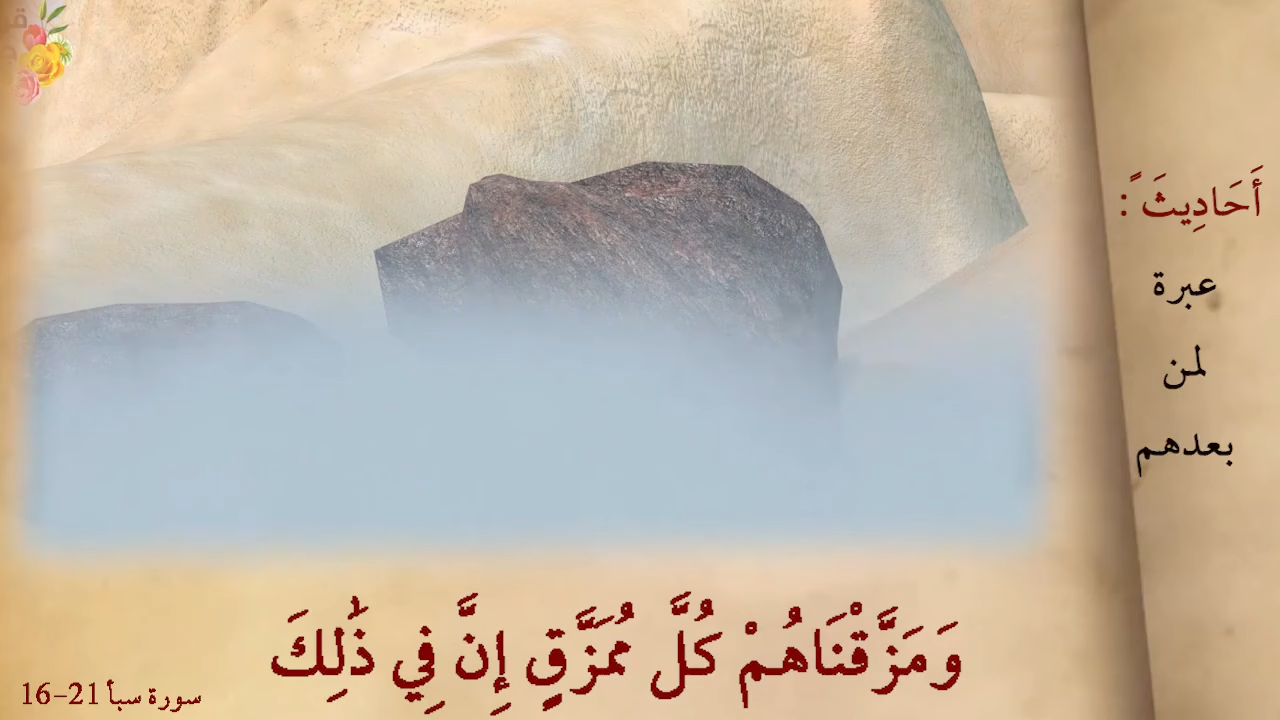 أَحَادِيثَ ً :
عبرة
لمن
بعدهم
وَمَزَّقْنَاهُمْ كُلَّ مُمَزَّقٍ إِنَّ فِي ذَٰلِكَ
سورة سبأ 21-16